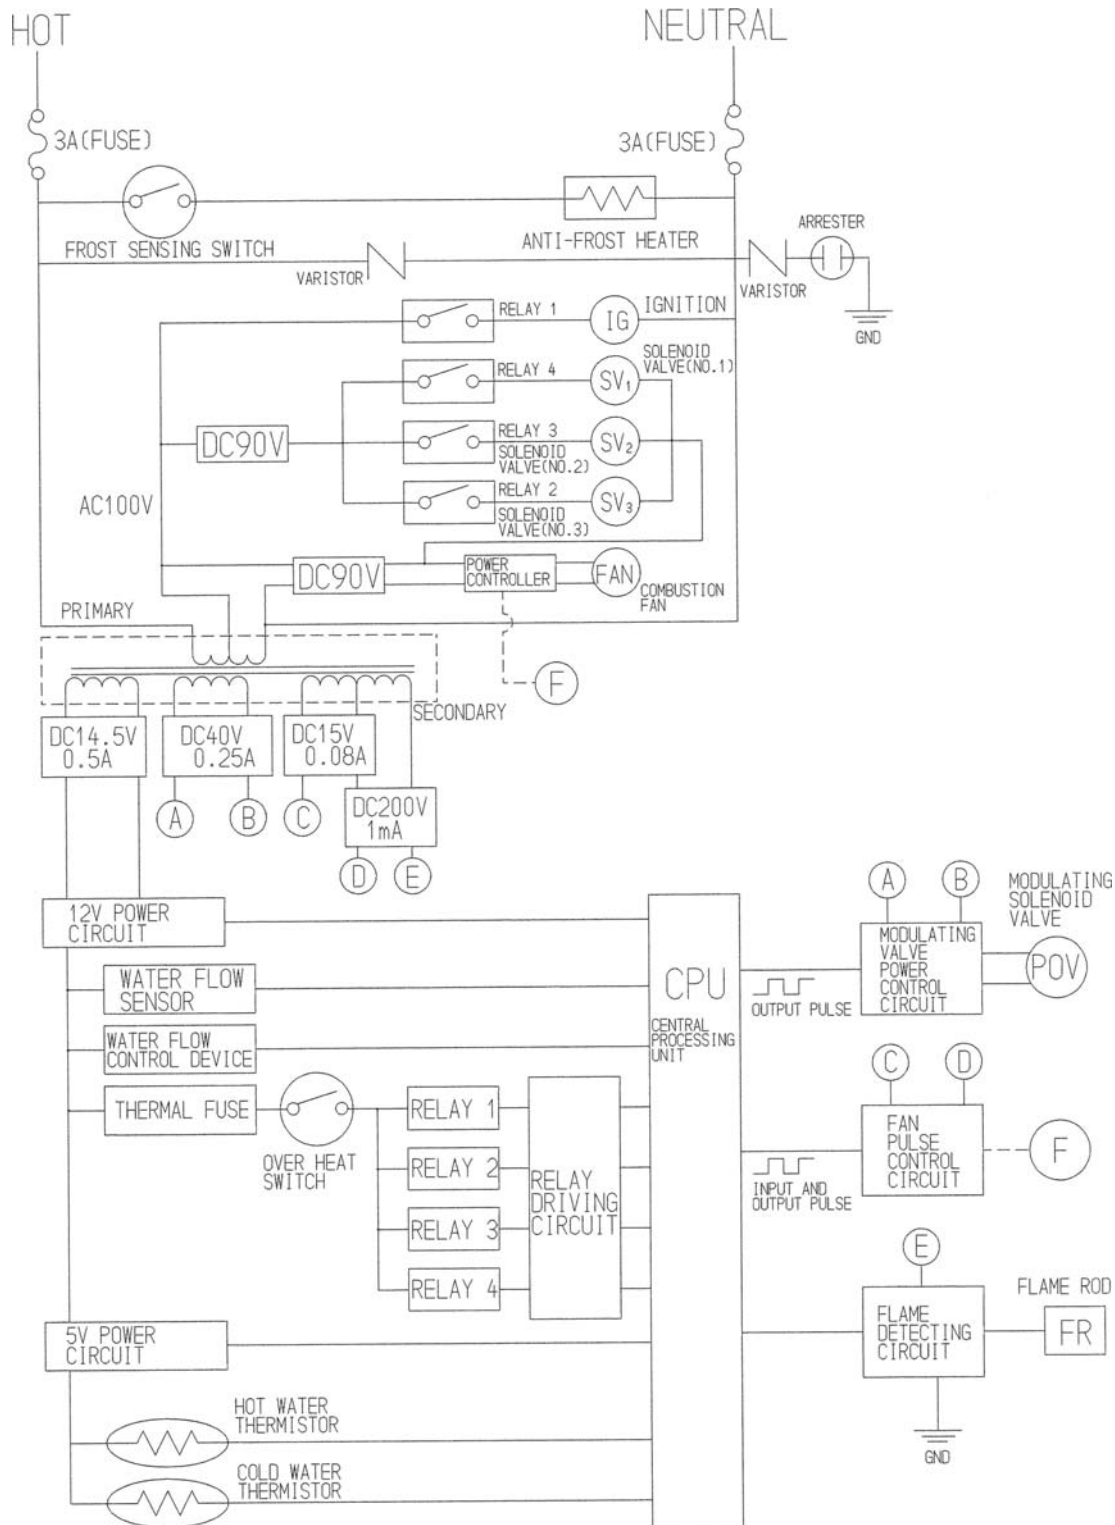 HOT
NEUTRAL
3A(FUSE)
3A(FUSE)
FROST SENSING SWITCH
ANTI-FROST HEATER
ARRESTER
VARISTOR
VARISTOR
GND
RELAY 1
IG
IGNITION
RELAY 4
SV₁
SOLENOID
VALVE(NO.1)
DC90V
RELAY 3
SOLENOID
VALVE(NO.2)
SV₂
AC100V
RELAY 2
SOLENOID
VALVE(NO.3)
SV₃
DC90V
POWER
CONTROLLER
FAN
COMBUSTION
FAN
PRIMARY
F
SECONDARY
DC14.5V
0.5A
DC40V
0.25A
DC15V
0.08A
A
B
C
DC200V
1mA
D
E
12V POWER
CIRCUIT
WATER FLOW
SENSOR
WATER FLOW
CONTROL DEVICE
THERMAL FUSE
OVER HEAT
SWITCH
RELAY 1
RELAY 2
RELAY 3
RELAY 4
RELAY
DRIVING
CIRCUIT
CPU
CENTRAL
PROCESSING
UNIT
A
B
MODULATING
SOLENOID
VALVE
MODULATING
VALVE
POWER
CONTROL
CIRCUIT
POV
OUTPUT PULSE
C
D
FAN
PULSE
CONTROL
CIRCUIT
F
INPUT AND
OUTPUT PULSE
E
FLAME ROD
FLAME
DETECTING
CIRCUIT
FR
GND
5V POWER
CIRCUIT
HOT WATER
THERMISTOR
COLD WATER
THERMISTOR